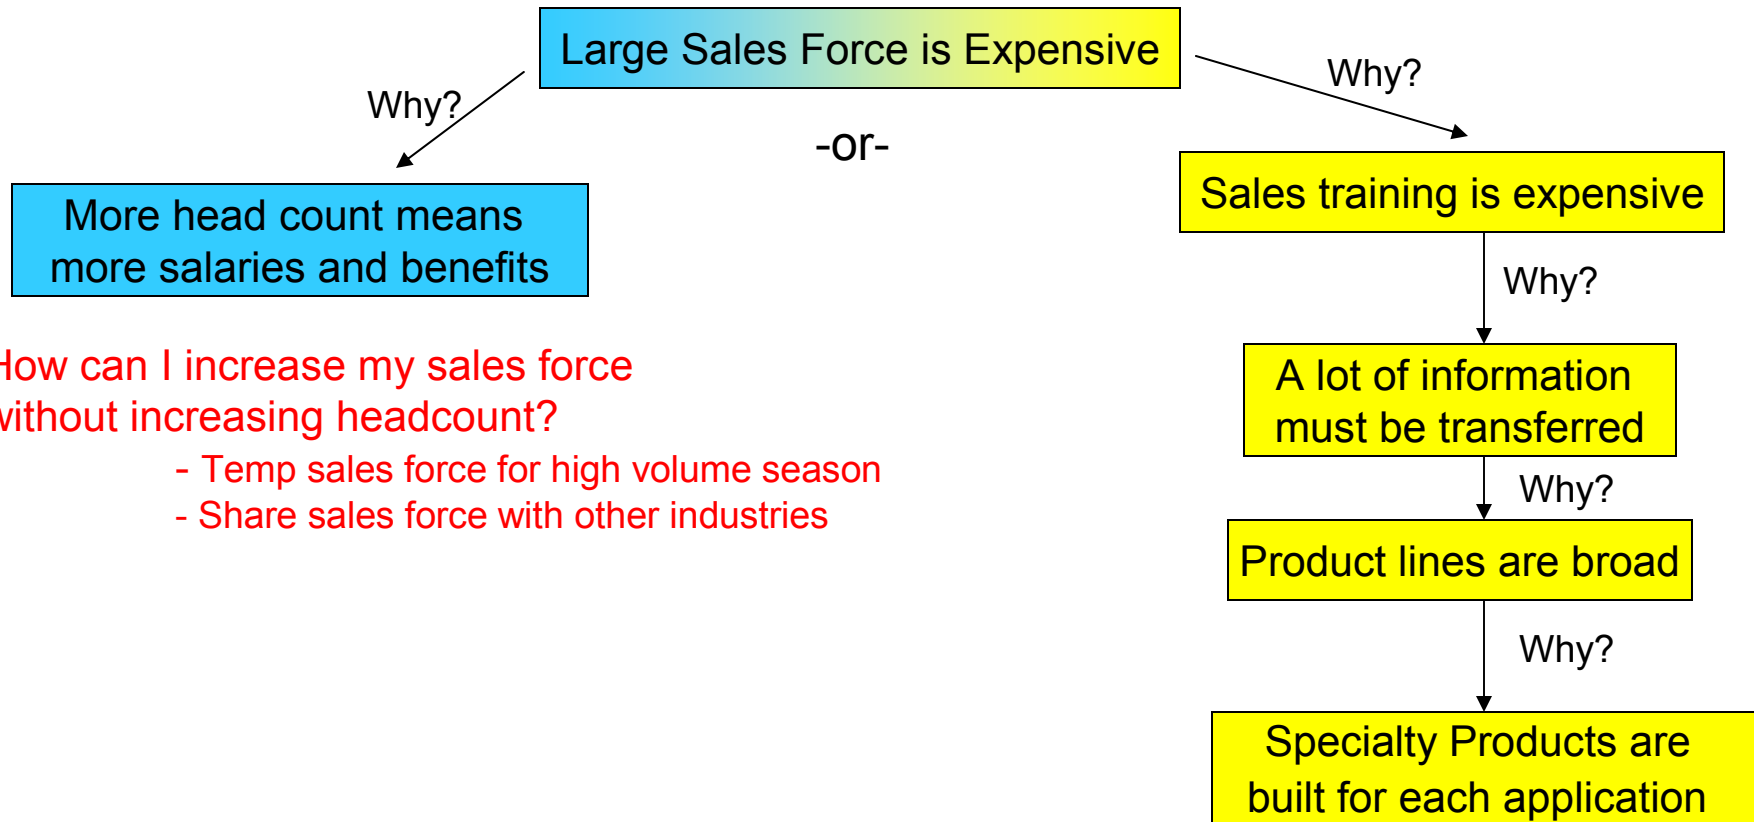 Large Sales Force is Expensive
Why?
Why?
-or-
More head count means
more salaries and benefits
Sales training is expensive
Why?
How can I increase my sales force
without increasing headcount?
- Temp sales force for high volume season
- Share sales force with other industries
A lot of information
must be transferred
Why?
Product lines are broad
Why?
Specialty Products are
built for each application